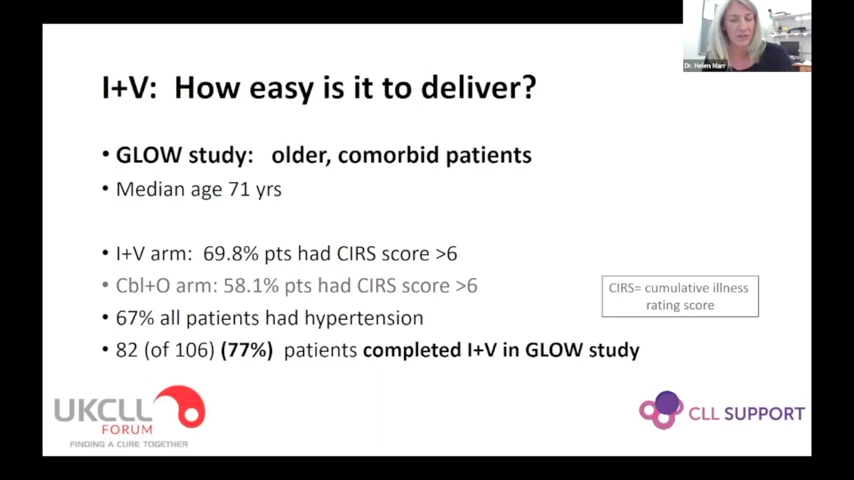 Dr. Helen Marr
I+V: How easy is it to deliver?
• GLOW study: older, comorbid patients
• Median age 71 yrs
• I+V arm: 69.8% pts had CIRS score >6
• Cbl+O arm: 58.1% pts had CIRS score >6
CIRS= cumulative illness
rating score
• 67% all patients had hypertension
• 82 (of 106) (77%) patients completed I+V in GLOW study
UKCLL
FORUM
FINDING A CURE TOGETHER
CLL SUPPORT